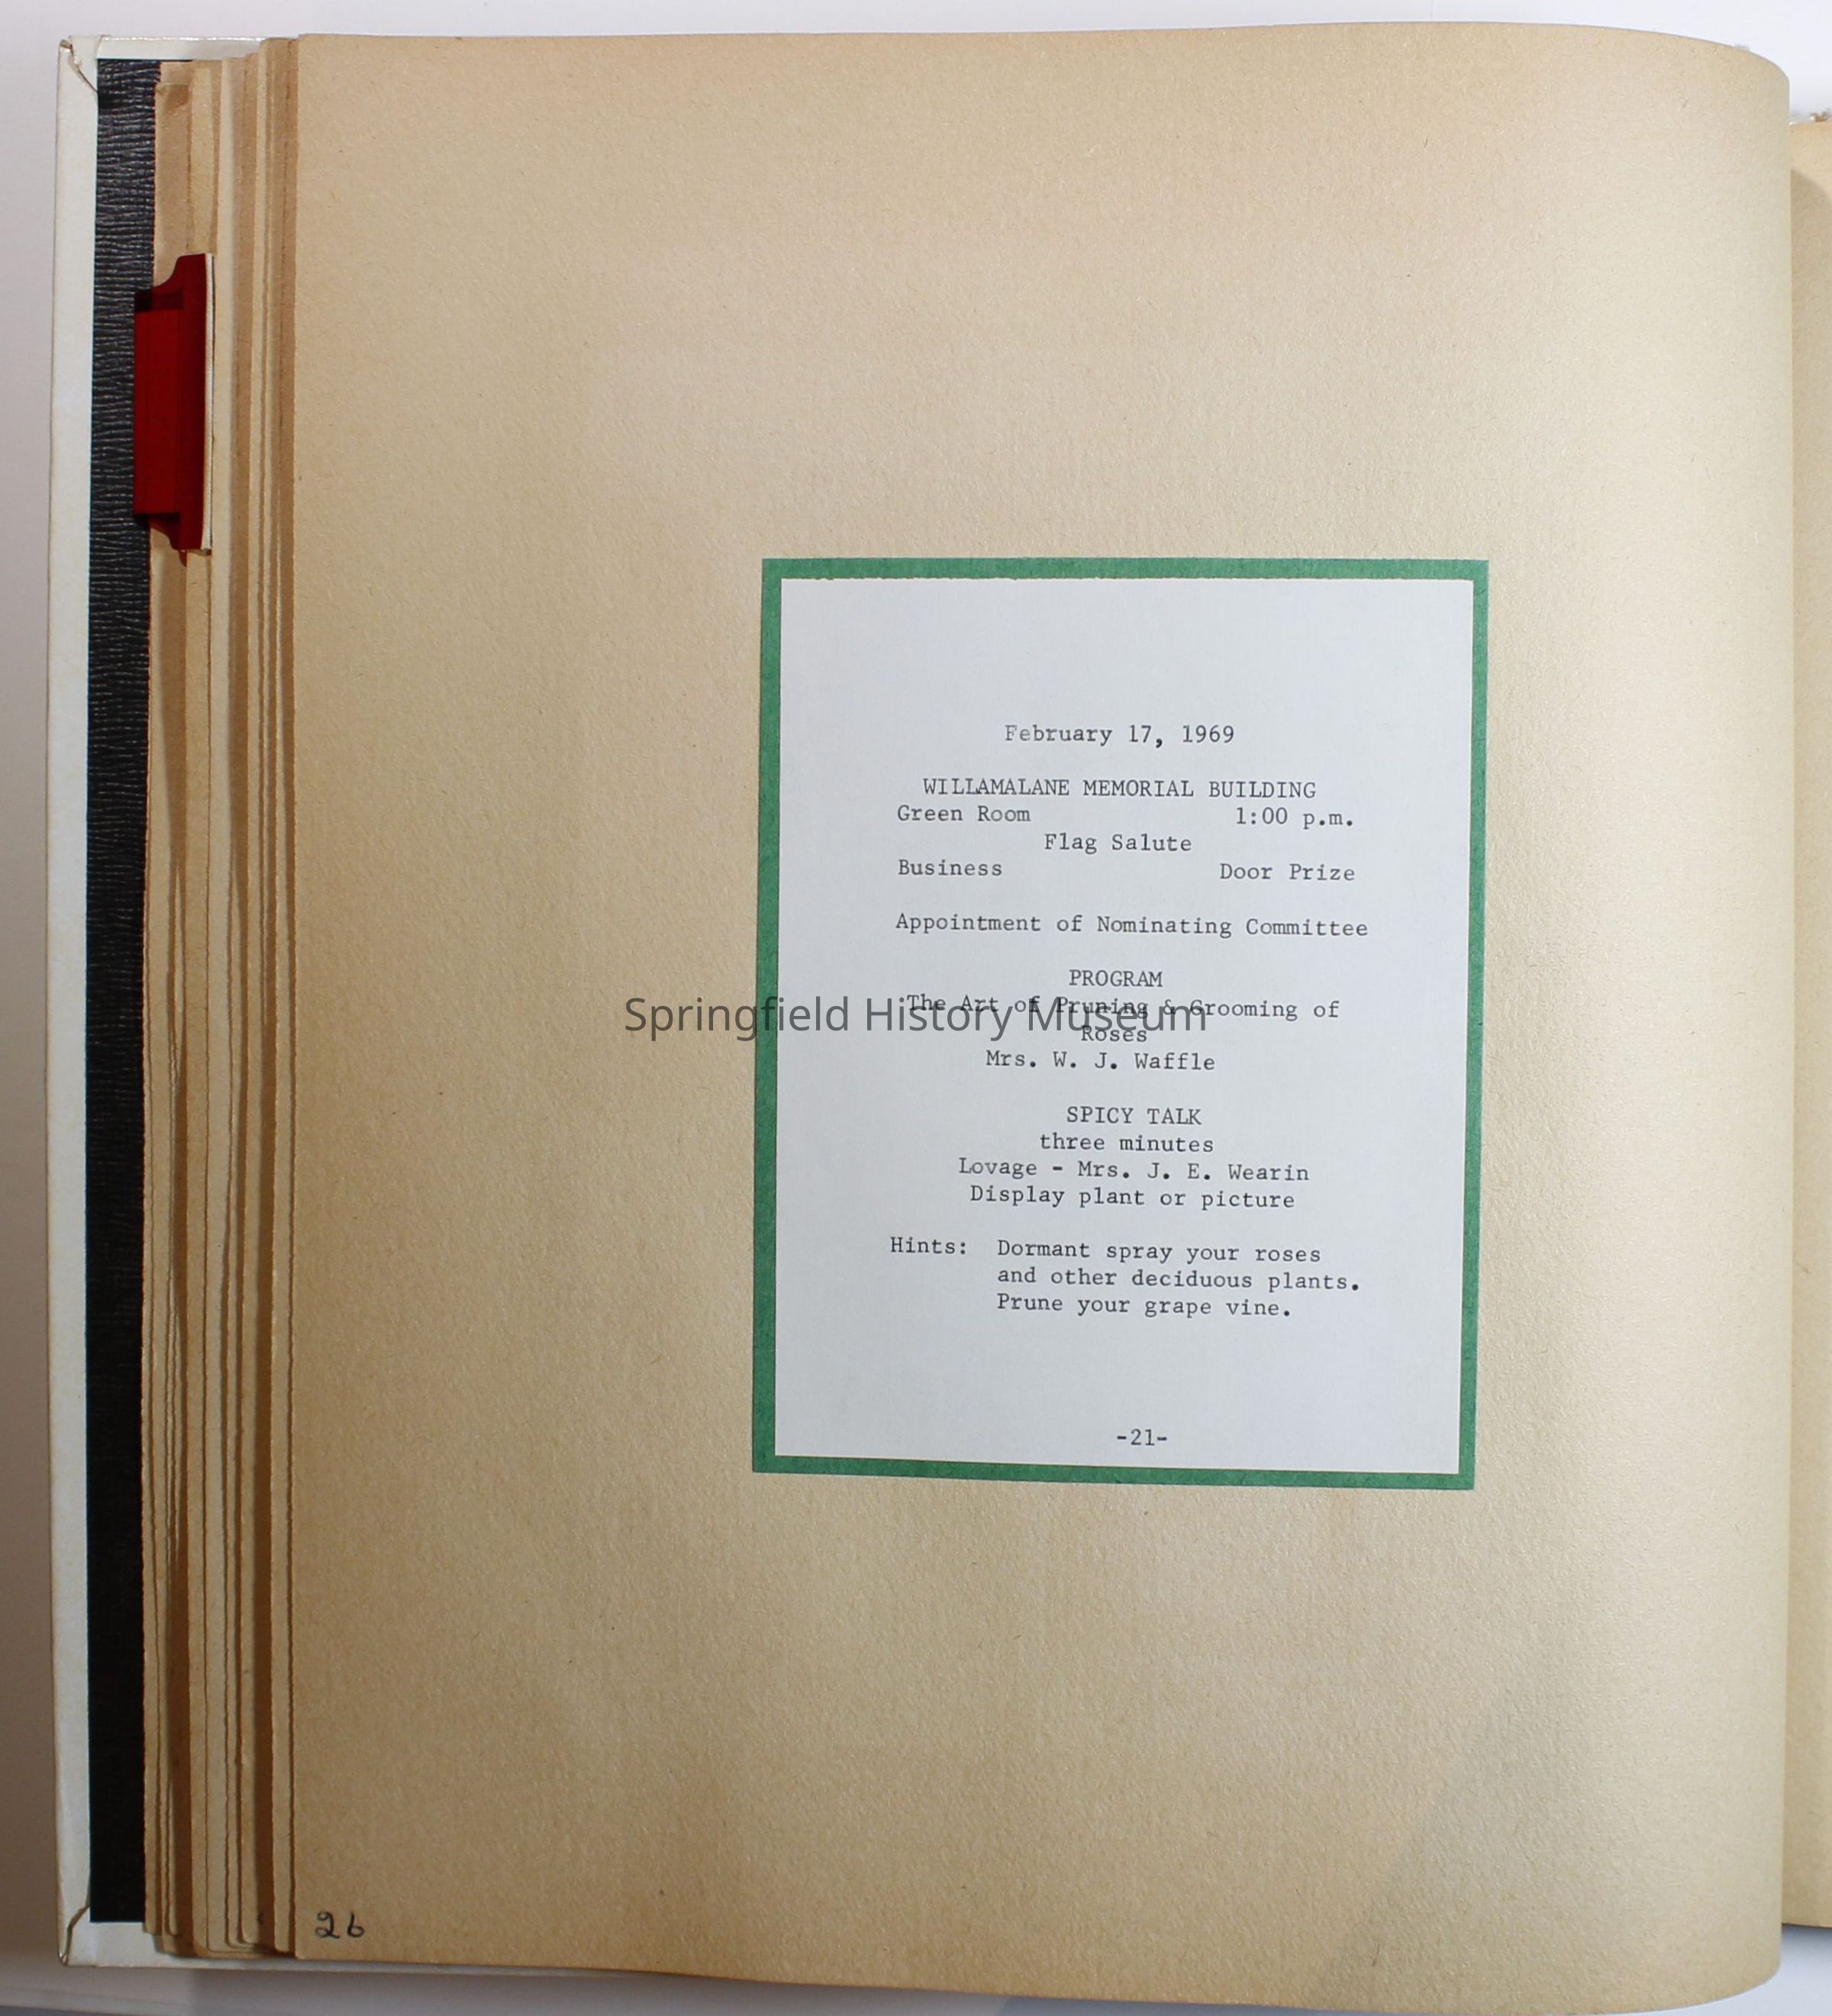 February 17, 1969
WILLAMALANE MEMORIAL BUILDING
Green Room 1:00 p.m.
Flag Salute
Business Door Prize
Appointment of Nominating Committee
PROGRAM
The Art of Pruning & Grooming of
Springfield History Museum
Roses
Mrs. W. J. Waffle
SPICY TALK
three minutes
Lovage - Mrs. J. E. Wearin
Display plant or picture
Hints: Dormant spray your roses
and other deciduous plants.
Prune your grape vine.
-21-
26